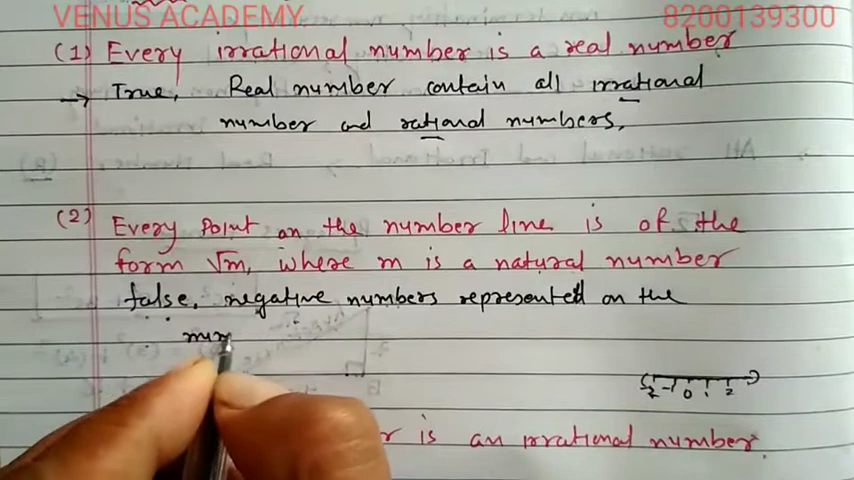 VENUS ACADEMY 8200139300
(1) Every irrational number is a real number
→ True, Real number contain all irrational
number and rational numbers,
(2) Every Point on the number line is of the
form √m, where m is a natural number
false, negative numbers represented on the
num
-2 -1 0 1 2
r is an irrational number.